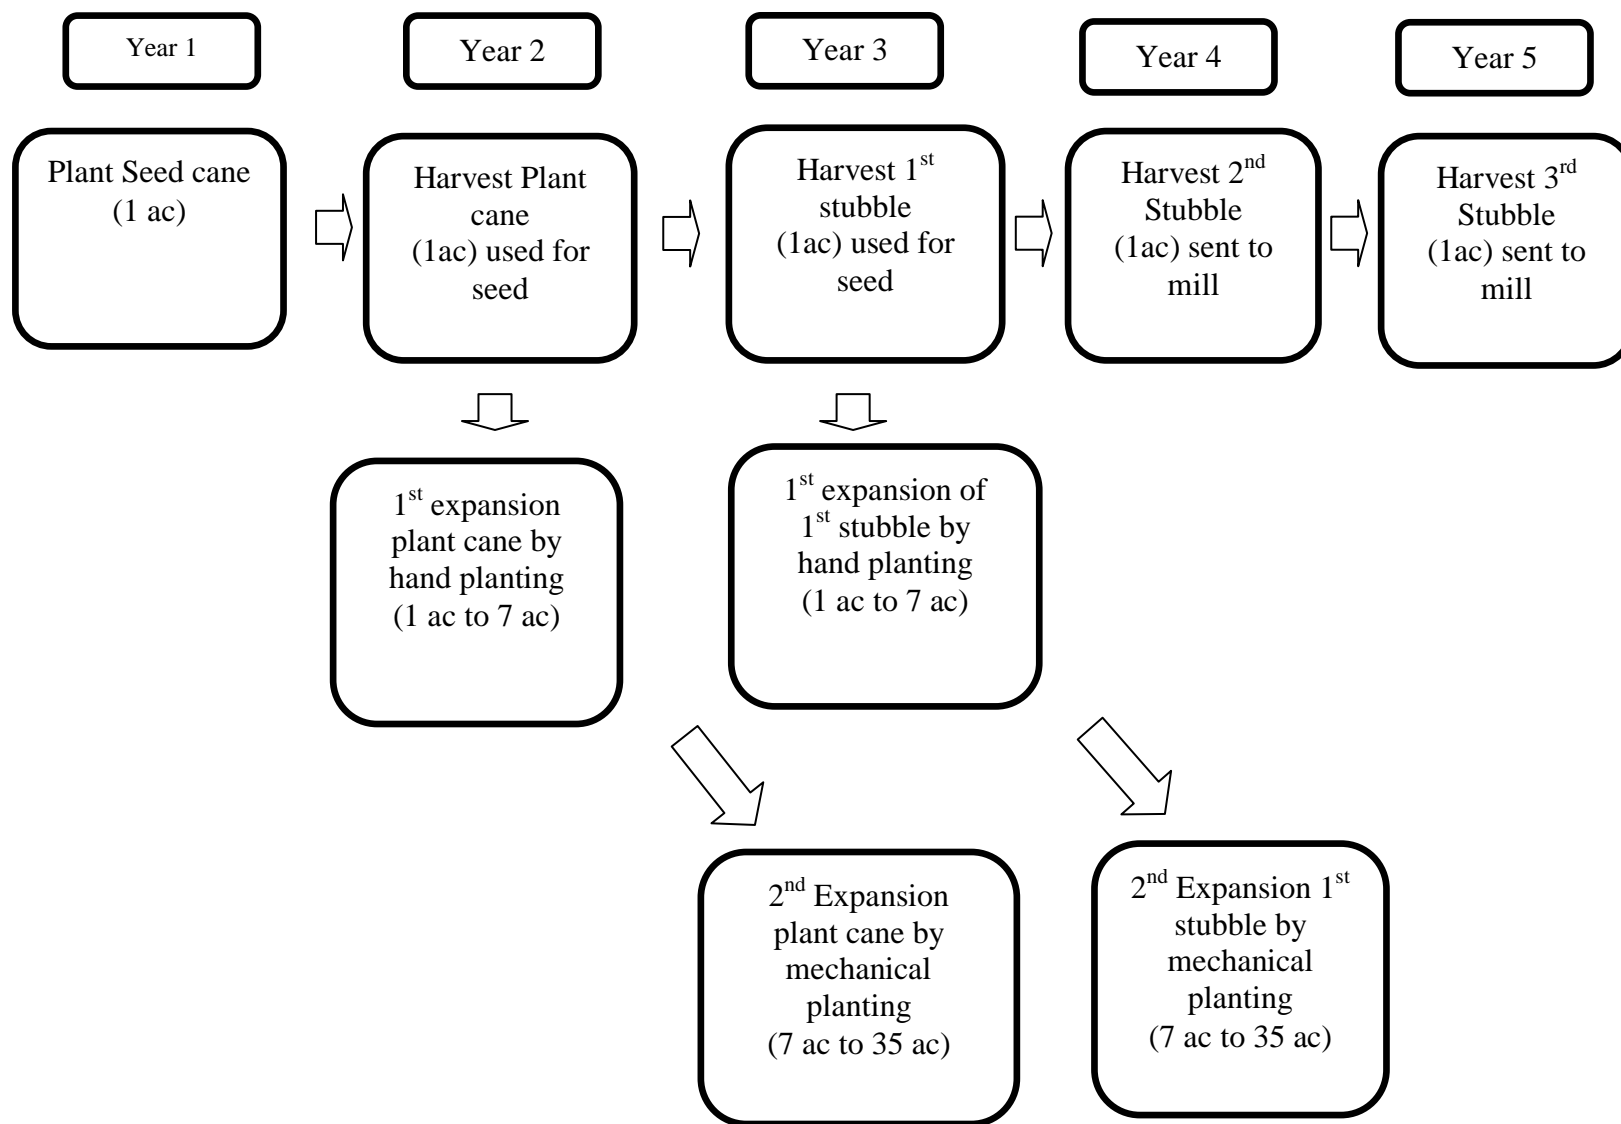 Year 1
Year 2
Year 3
Year 4
Year 5
Plant Seed cane
(1 ac)
Harvest Plant
cane
(1ac) used for
seed
Harvest 1st
stubble
(1ac) used for
seed
Harvest 2nd
Stubble
(1ac) sent to
mill
Harvest 3rd
Stubble
(1ac) sent to
mill
1st expansion
plant cane by
hand planting
(1 ac to 7 ac)
1st expansion of
1st stubble by
hand planting
(1 ac to 7 ac)
2nd Expansion
plant cane by
mechanical
planting
(7 ac to 35 ac)
2nd Expansion 1st
stubble by
mechanical
planting
(7 ac to 35 ac)